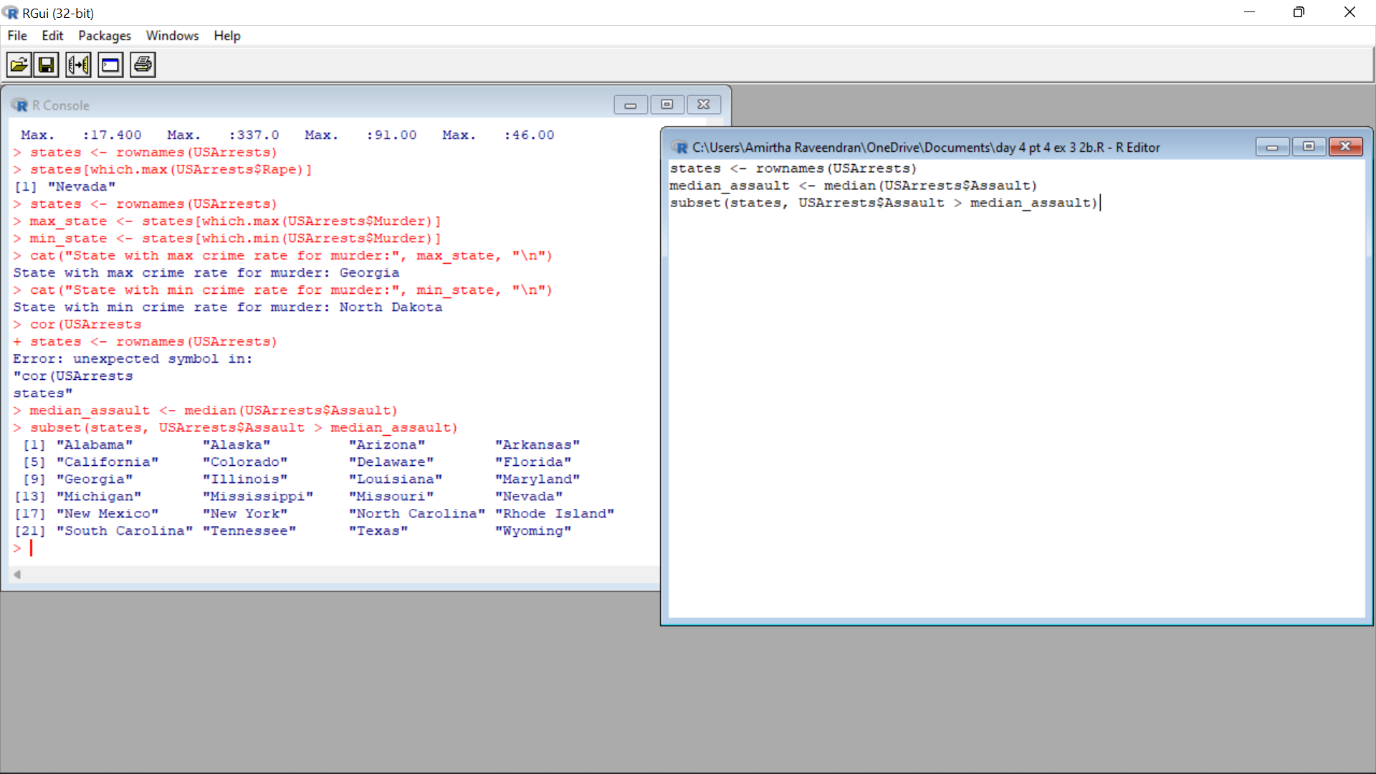 RGui (32-bit)
File Edit Packages Windows Help
R Console
Max. :17.400 Max. :337.0 Max. :91.00 Max. :46.00
> states <- rownames(USArrests)
> states[which.max(USArrests$Rape)]
[1] "Nevada"
> states <- rownames(USArrests)
> max_state <- states[which.max(USArrests$Murder)]
> min_state <- states[which.min(USArrests$Murder)]
> cat("State with max crime rate for murder:", max_state, "\n")
State with max crime rate for murder: Georgia
> cat("State with min crime rate for murder:", min_state, "\n")
State with min crime rate for murder: North Dakota
> cor(USArrests
+ states <- rownames(USArrests)
Error: unexpected symbol in:
"cor(USArrests
states"
> median_assault <- median(USArrests$Assault)
> subset(states, USArrests$Assault > median_assault)
[1] "Alabama" "Alaska" "Arizona" "Arkansas"
[5] "California" "Colorado" "Delaware" "Florida"
[9] "Georgia" "Illinois" "Louisiana" "Maryland"
[13] "Michigan" "Mississippi" "Missouri" "Nevada"
[17] "New Mexico" "New York" "North Carolina" "Rhode Island"
[21] "South Carolina" "Tennessee" "Texas" "Wyoming"
>
C:\Users\Amirtha Raveendran\OneDrive\Documents\day 4 pt 4 ex 3 2b.R - R Editor
states <- rownames(USArrests)
median_assault <- median(USArrests$Assault)
subset(states, USArrests$Assault > median_assault)